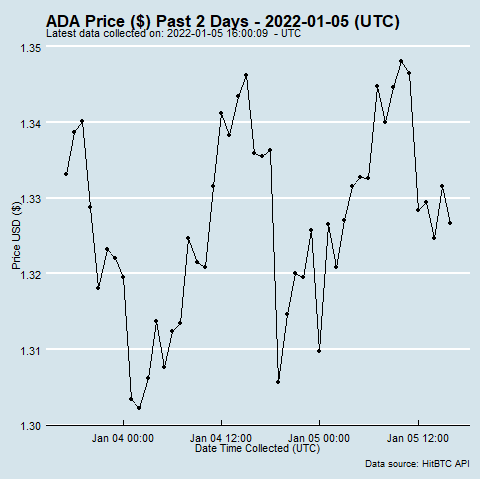 ADA Price ($) Past 2 Days - 2022-01-05 (UTC)
Latest data collected on: 2022-01-05 16:00:09  - UTC
1.35
1.34
1.33
1.32
1.31
1.30
Price USD ($)
Jan 04 00:00 Jan 04 12:00 Jan 05 00:00 Jan 05 12:00
Date Time Collected (UTC)
Data source: HitBTC API